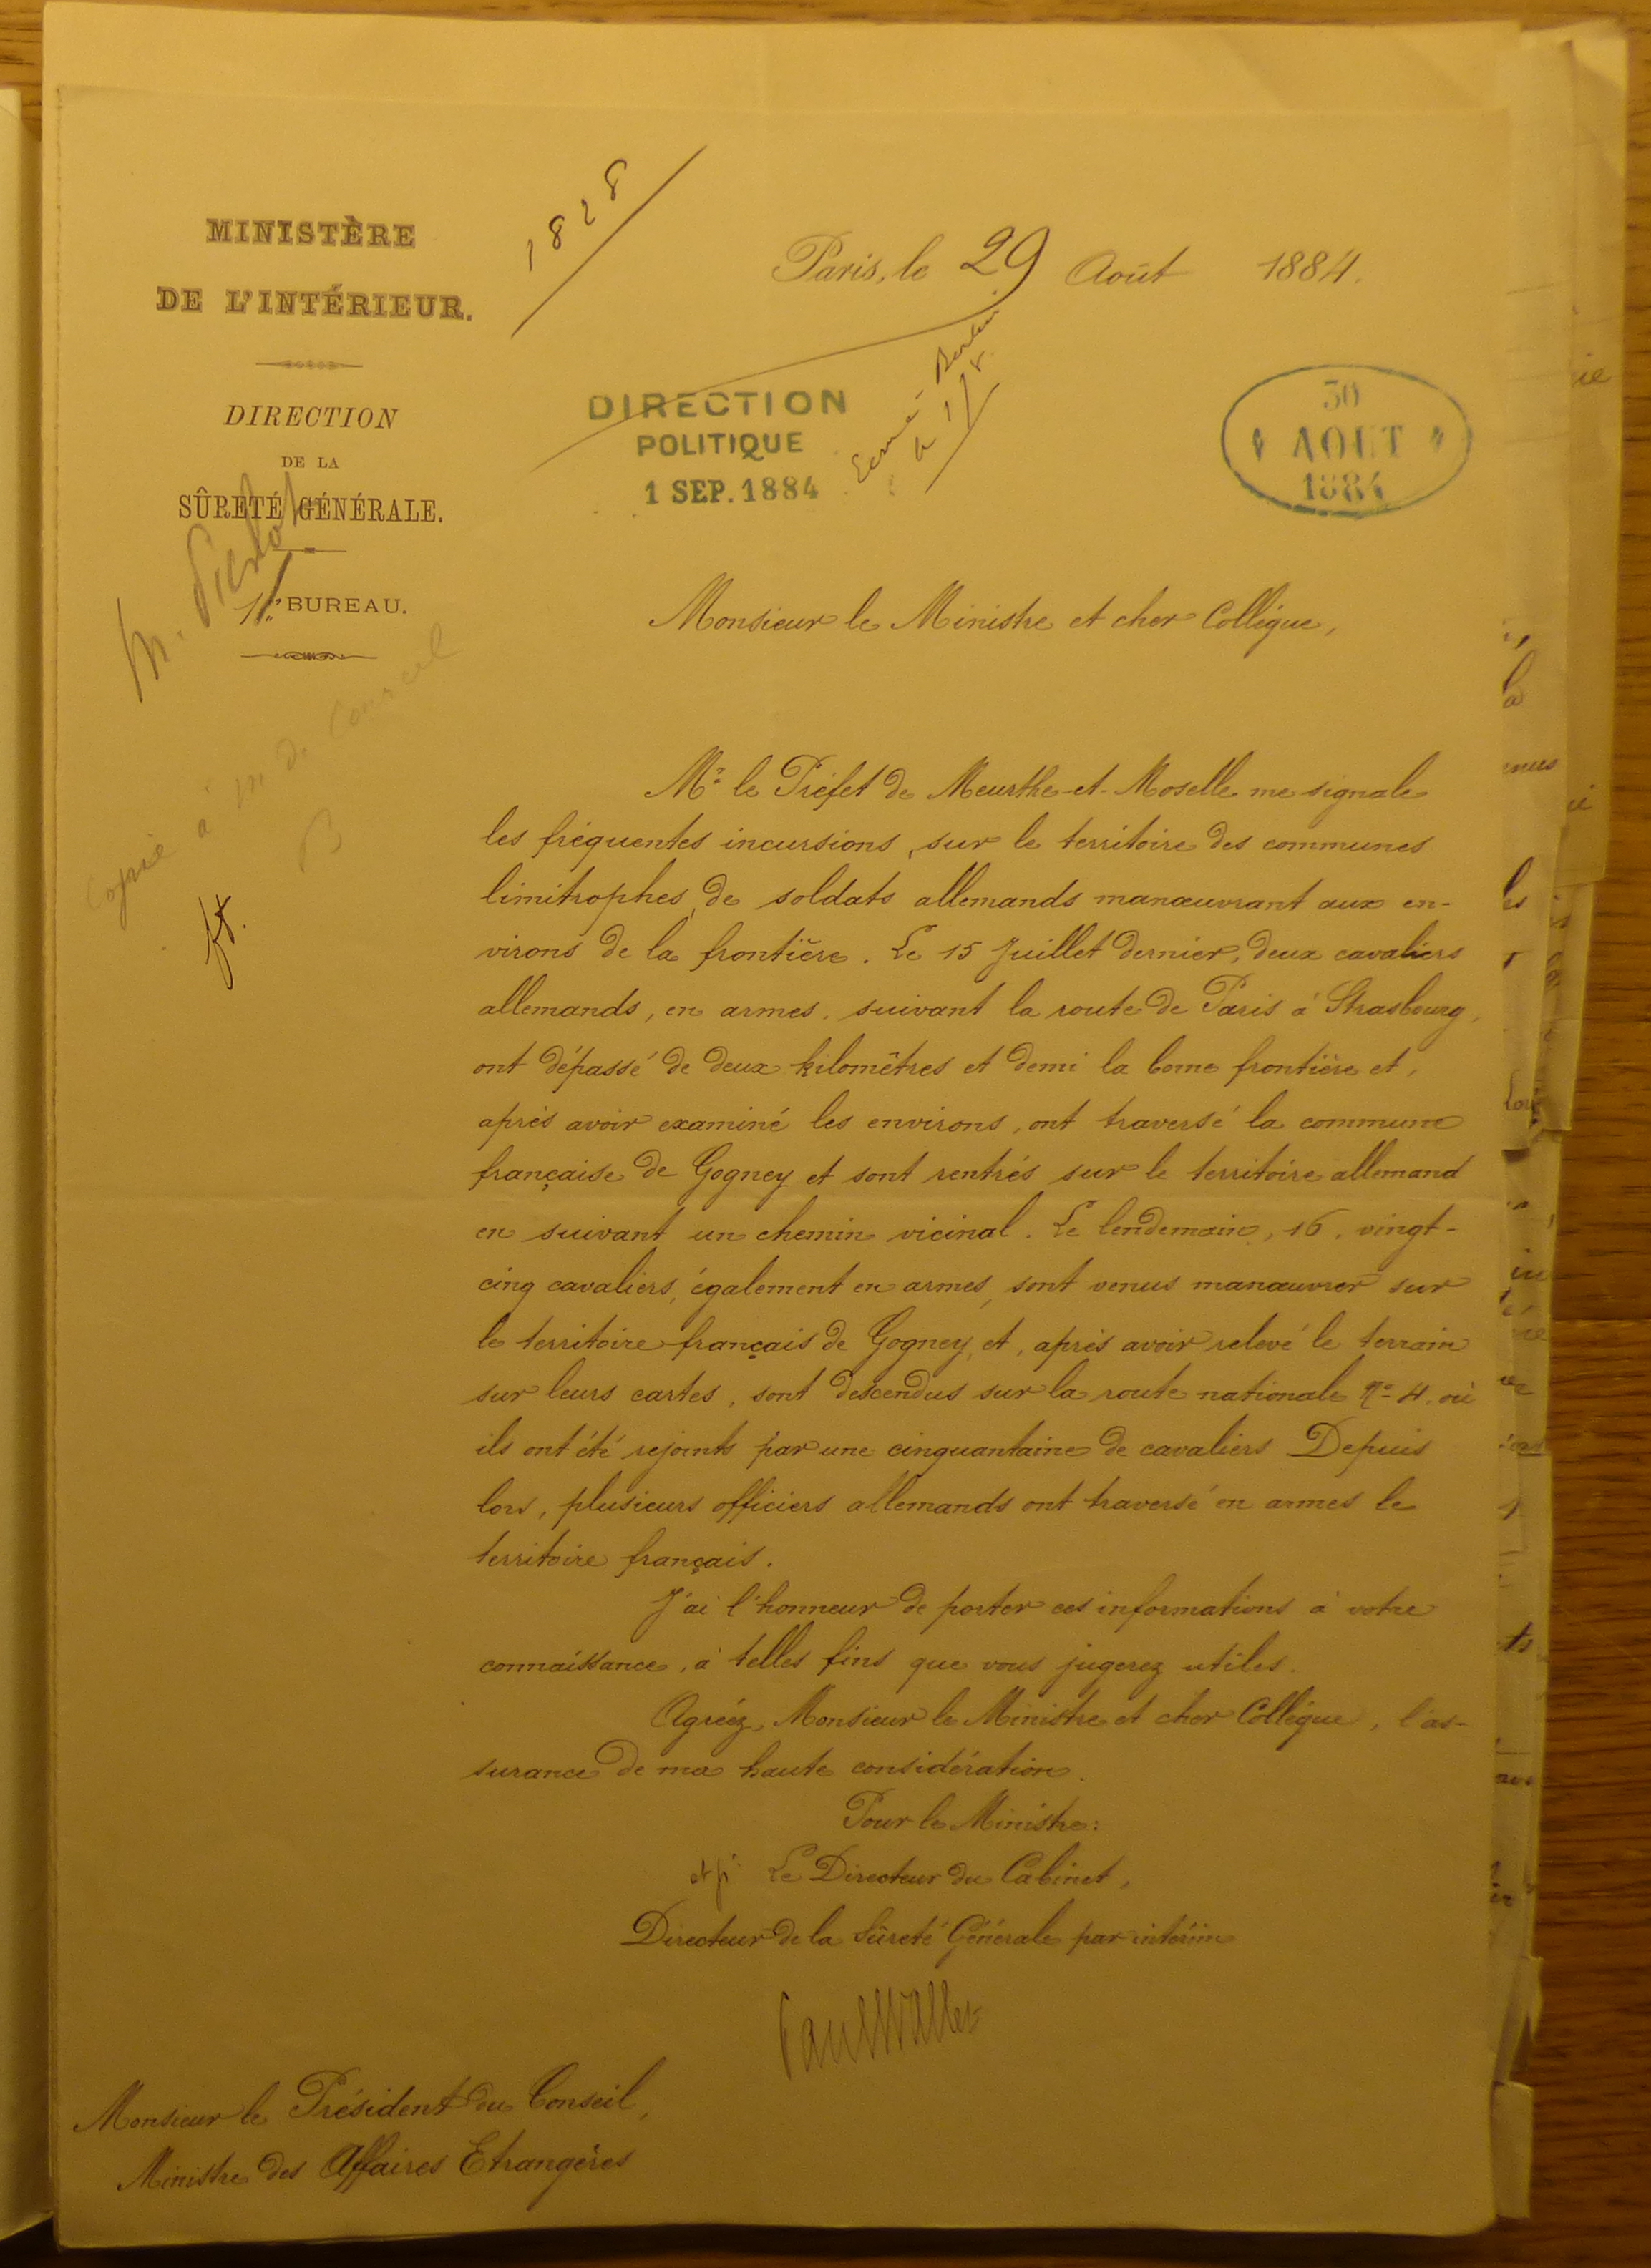 MINISTÈRE
DE L'INTÉRIEUR.
DIRECTION
DE LA
SÛRETÉ GÉNÉRALE.
1er BUREAU.
1828
Paris, le 29 Août 1884.
DIRECTION
POLITIQUE
1 SEP. 1884
Berlin
30
AOUT
1884
M.
Copie à M de Courcel
B
Monsieur le Ministre et cher Collègue,
Mr le Préfet de Meurthe-et-Moselle me signale
les fréquentes incursions, sur le territoire des communes
limitrophes, de soldats allemands manœuvrant aux en-
virons de la frontière. Le 15 Juillet dernier, deux cavaliers
allemands, en armes, suivant la route de Paris à Strasbourg,
ont dépassé de deux kilomètres et demi la borne frontière et,
après avoir examiné les environs, ont traversé la commune
française de Gogney et sont rentrés sur le territoire allemand
en suivant un chemin vicinal. Le lendemain, 16, vingt-
cinq cavaliers, également en armes, sont venus manœuvrer sur
le territoire français de Gogney, et, après avoir relevé le terrain
sur leurs cartes, sont descendus sur la route nationale No 4, où
ils ont été rejoints par une cinquantaine de cavaliers Depuis
lors, plusieurs officiers allemands ont traversé en armes le
territoire français.
J'ai l'honneur de porter ces informations à votre
connaissance, à telles fins que vous jugerez utiles.
Agréez, Monsieur le Ministre et cher Collègue, l'as-
surance de ma haute considération.
Pour le Ministre:
Le Directeur du Cabinet,
Directeur de la Sûreté Générale par intérim
Monsieur le Président du Conseil,
Ministre des Affaires Etrangères